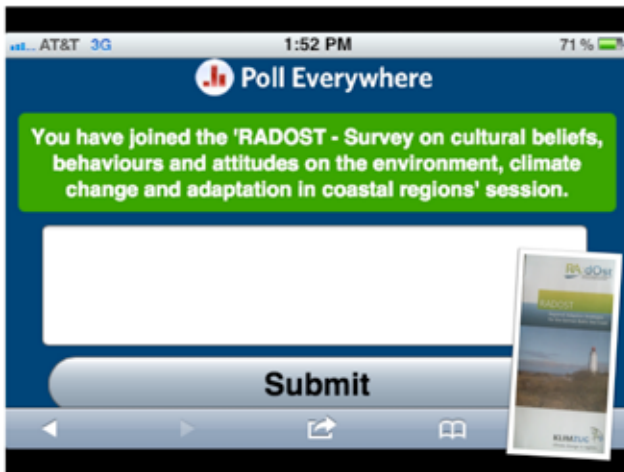 AT&T 3G 1:52 PM 71%
Poll Everywhere
You have joined the 'RADOST - Survey on cultural beliefs,
behaviours and attitudes on the environment, climate
change and adaptation in coastal regions' session.
Submit
RAdOst
RADOST
KLIMZUG